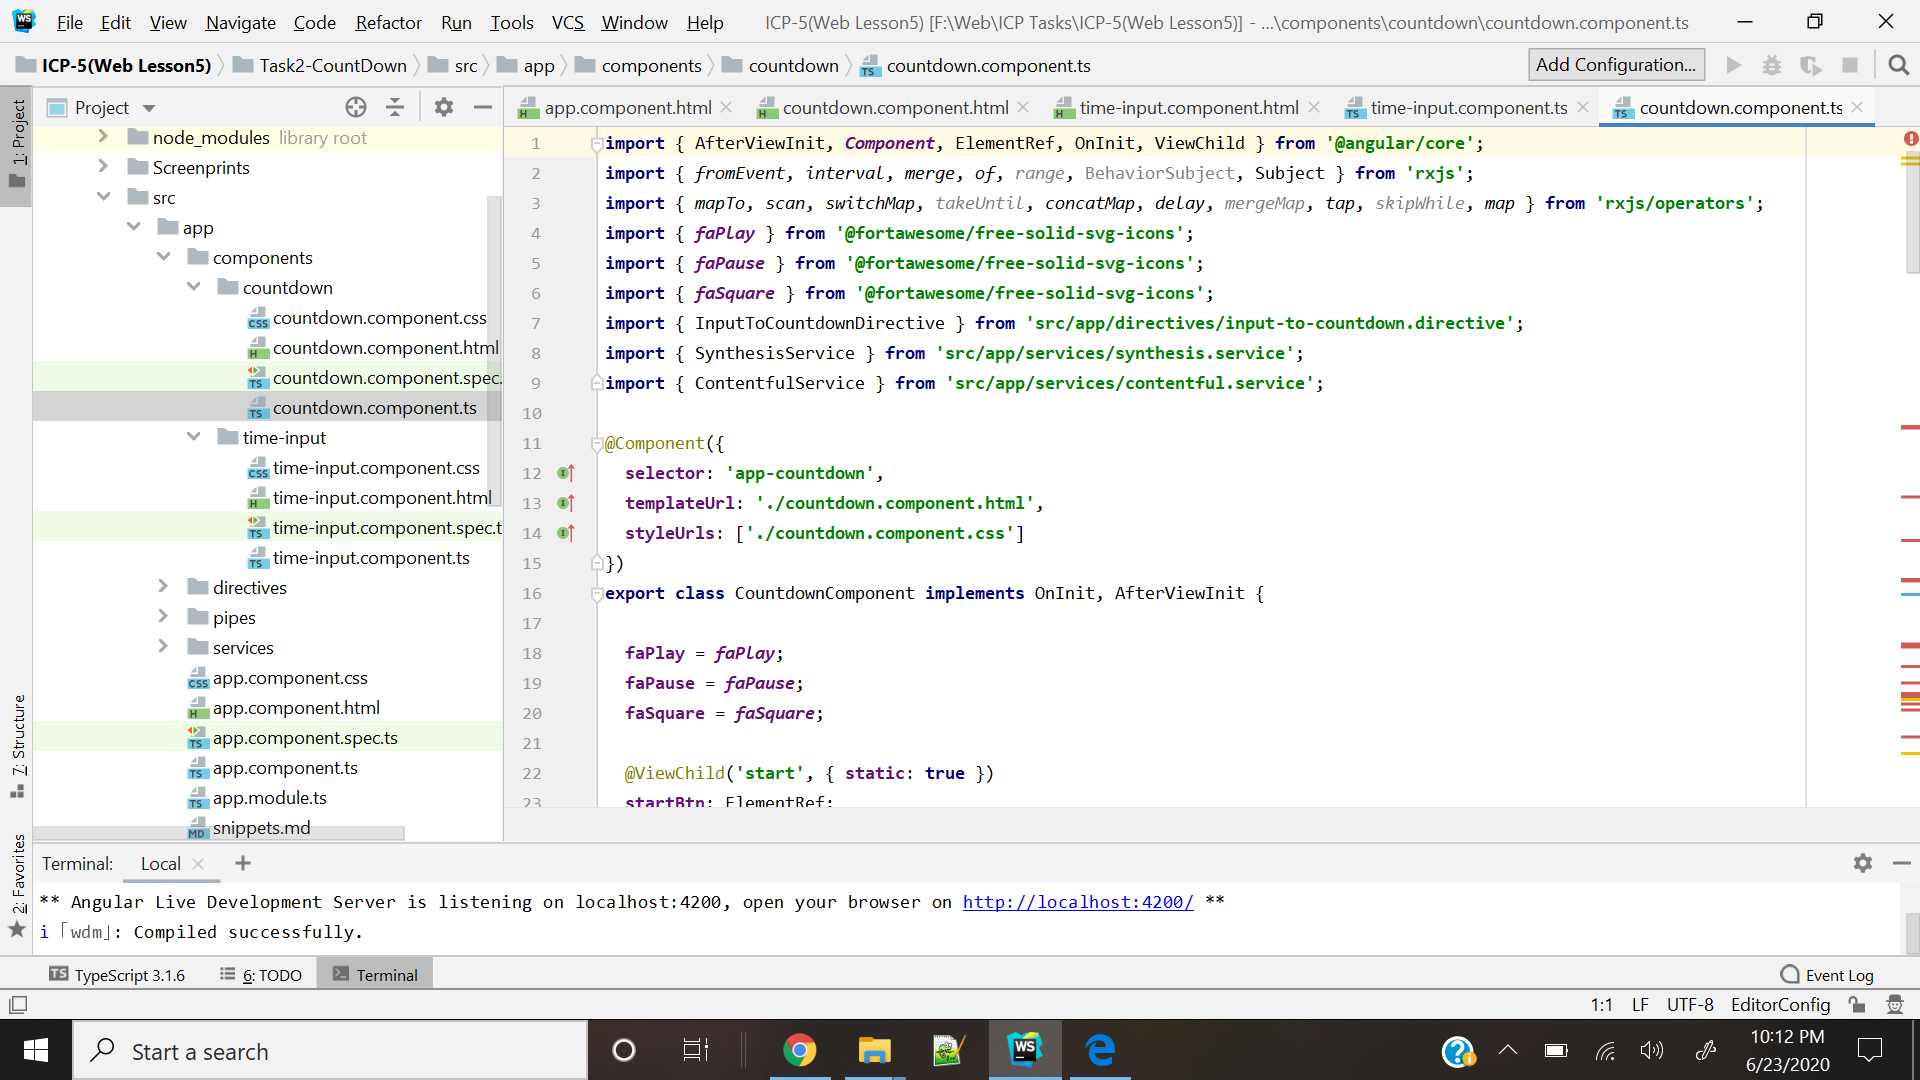 File Edit View Navigate Code Refactor Run Tools VCS Window Help ICP-5(Web Lesson5) [F:\Web\ICP Tasks\ICP-5(Web Lesson5)] - ...\components\countdown\countdown.component.ts
ICP-5(Web Lesson5) Task2-CountDown src app components countdown countdown.component.ts Add Configuration...
Project
app.component.html countdown.component.html time-input.component.html time-input.component.ts countdown.component.ts
1: Project
7: Structure
2: Favorites
node_modules library root
Screenprints
src
app
components
countdown
countdown.component.css
countdown.component.html
countdown.component.spec.
countdown.component.ts
time-input
time-input.component.css
time-input.component.html
time-input.component.spec.t
time-input.component.ts
directives
pipes
services
app.component.css
app.component.html
app.component.spec.ts
app.component.ts
app.module.ts
snippets.md
1 import { AfterViewInit, Component, ElementRef, OnInit, ViewChild } from '@angular/core';
2 import { fromEvent, interval, merge, of, range, BehaviorSubject, Subject } from 'rxjs';
3 import { mapTo, scan, switchMap, takeUntil, concatMap, delay, mergeMap, tap, skipWhile, map } from 'rxjs/operators';
4 import { faPlay } from '@fortawesome/free-solid-svg-icons';
5 import { faPause } from '@fortawesome/free-solid-svg-icons';
6 import { faSquare } from '@fortawesome/free-solid-svg-icons';
7 import { InputToCountdownDirective } from 'src/app/directives/input-to-countdown.directive';
8 import { SynthesisService } from 'src/app/services/synthesis.service';
9 import { ContentfulService } from 'src/app/services/contentful.service';
10
11 @Component({
12 selector: 'app-countdown',
13 templateUrl: './countdown.component.html',
14 styleUrls: ['./countdown.component.css']
15 })
16 export class CountdownComponent implements OnInit, AfterViewInit {
17
18 faPlay = faPlay;
19 faPause = faPause;
20 faSquare = faSquare;
21
22 @ViewChild('start', { static: true })
23 startBtn: ElementRef;
Terminal: Local
** Angular Live Development Server is listening on localhost:4200, open your browser on http://localhost:4200/ **
i 「wdm」: Compiled successfully.
TypeScript 3.1.6 6: TODO Terminal Event Log
1:1 LF UTF-8 EditorConfig
Start a search
10:12 PM
6/23/2020